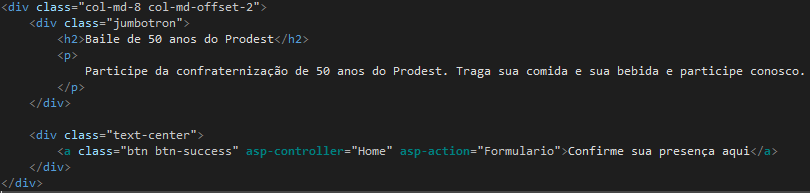 <div class="col-md-8 col-md-offset-2">
    <div class="jumbotron">
        <h2>Baile de 50 anos do Prodest</h2>
        <p>
            Participe da confraternização de 50 anos do Prodest. Traga sua comida e sua bebida e participe conosco.
        </p>
    </div>

    <div class="text-center">
        <a class="btn btn-success" asp-controller="Home" asp-action="Formulario">Confirme sua presença aqui</a>
    </div>
</div>